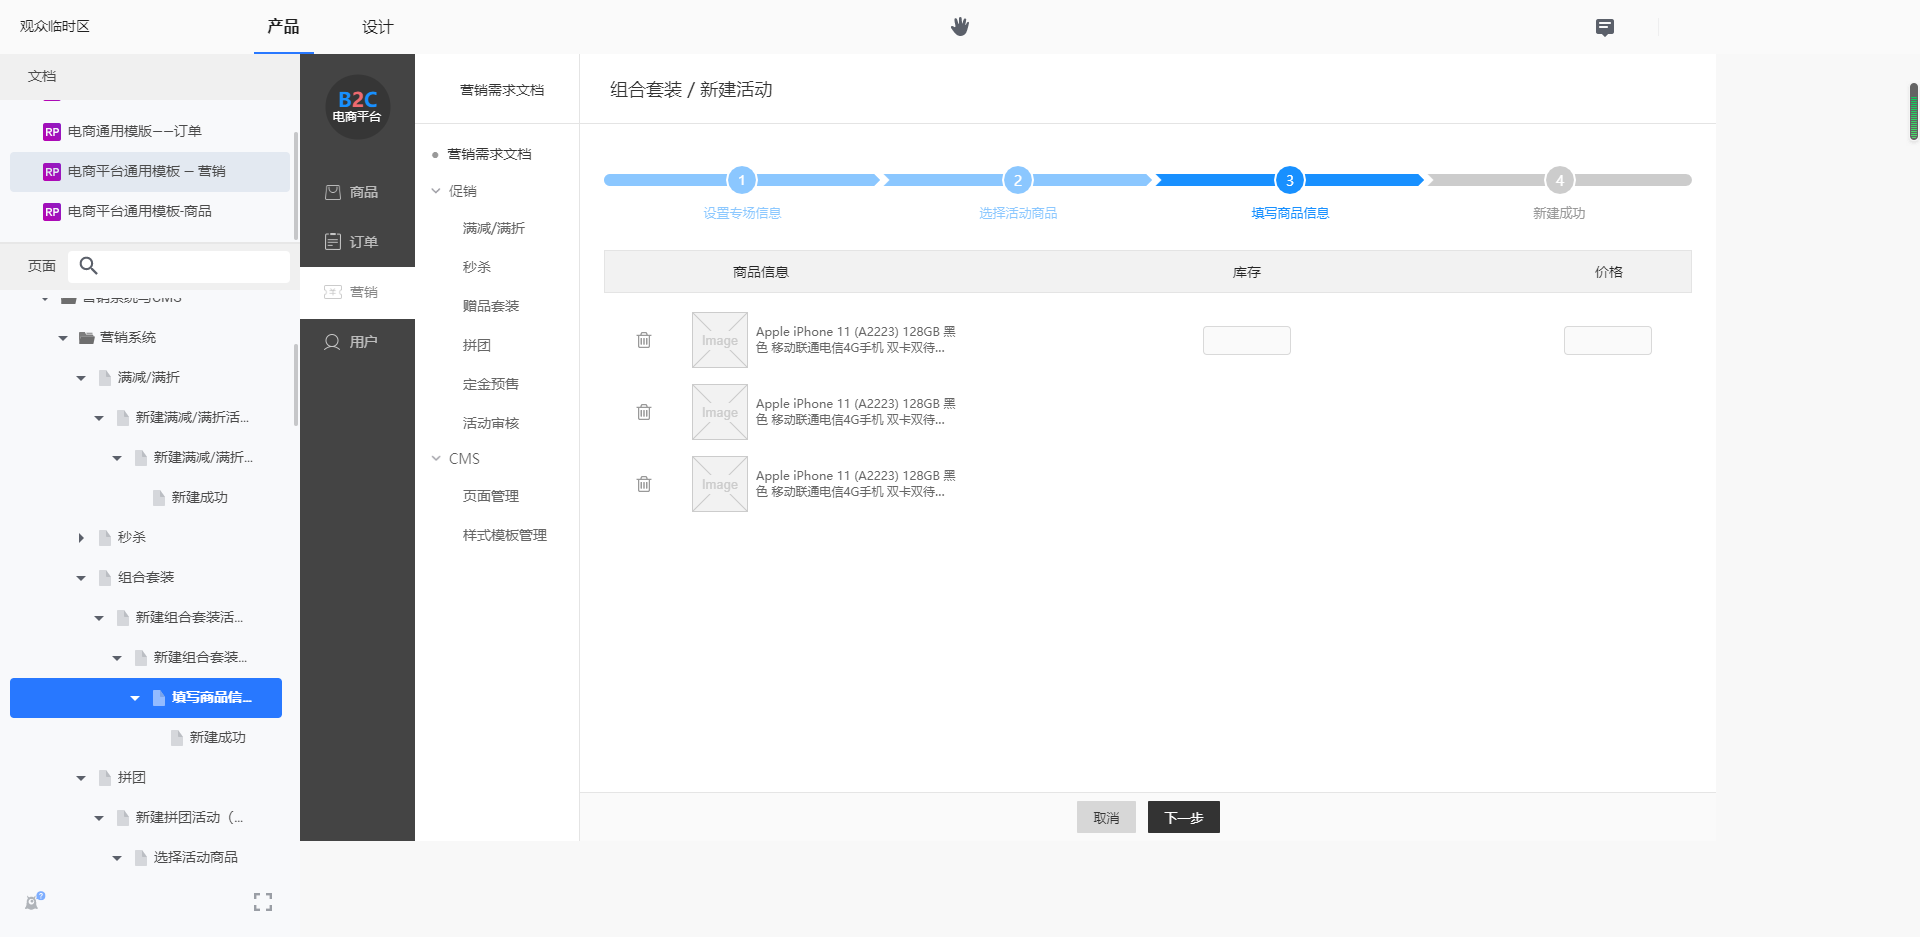 观众临时区
产品
设计
文档
电商通用模版——订单
电商平台通用模板 — 营销
电商平台通用模板-商品
页面
营销系统与CMS
营销系统
满减/满折
新建满减/满折活...
新建满减/满折...
新建成功
秒杀
组合套装
新建组合套装活...
新建组合套装...
填写商品信...
新建成功
拼团
新建拼团活动（...
选择活动商品
B2C
电商平台
商品
订单
营销
用户
营销需求文档
营销需求文档
促销
满减/满折
秒杀
赠品套装
拼团
定金预售
活动审核
CMS
页面管理
样式模板管理
组合套装 / 新建活动
1
2
3
4
设置专场信息
选择活动商品
填写商品信息
新建成功
商品信息
库存
价格
Image
Apple iPhone 11 (A2223) 128GB 黑
色 移动联通电信4G手机 双卡双待...
Image
Apple iPhone 11 (A2223) 128GB 黑
色 移动联通电信4G手机 双卡双待...
Image
Apple iPhone 11 (A2223) 128GB 黑
色 移动联通电信4G手机 双卡双待...
取消
下一步